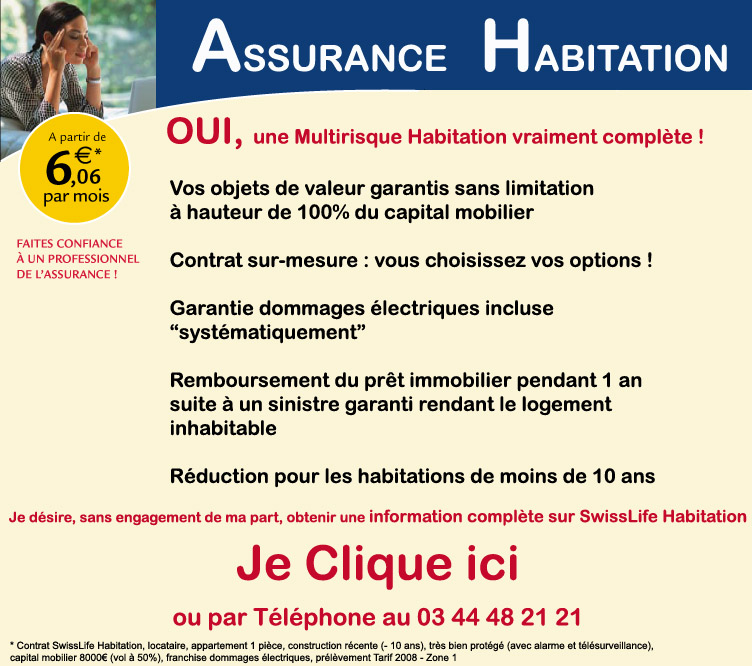 ASSURANCE HABITATION
A partir de
6,06 €*
par mois
FAITES CONFIANCE
À UN PROFESSIONNEL
DE L'ASSURANCE !
OUI, une Multirisque Habitation vraiment complète !
Vos objets de valeur garantis sans limitation
à hauteur de 100% du capital mobilier
Contrat sur-mesure : vous choisissez vos options !
Garantie dommages électriques incluse
“systématiquement”
Remboursement du prêt immobilier pendant 1 an
suite à un sinistre garanti rendant le logement
inhabitable
Réduction pour les habitations de moins de 10 ans
Je désire, sans engagement de ma part, obtenir une information complète sur SwissLife Habitation
Je Clique ici
ou par Téléphone au 03 44 48 21 21
* Contrat SwissLife Habitation, locataire, appartement 1 pièce, construction récente (- 10 ans), très bien protégé (avec alarme et télésurveillance),
capital mobilier 8000€ (vol à 50%), franchise dommages électriques, prélèvement Tarif 2008 - Zone 1